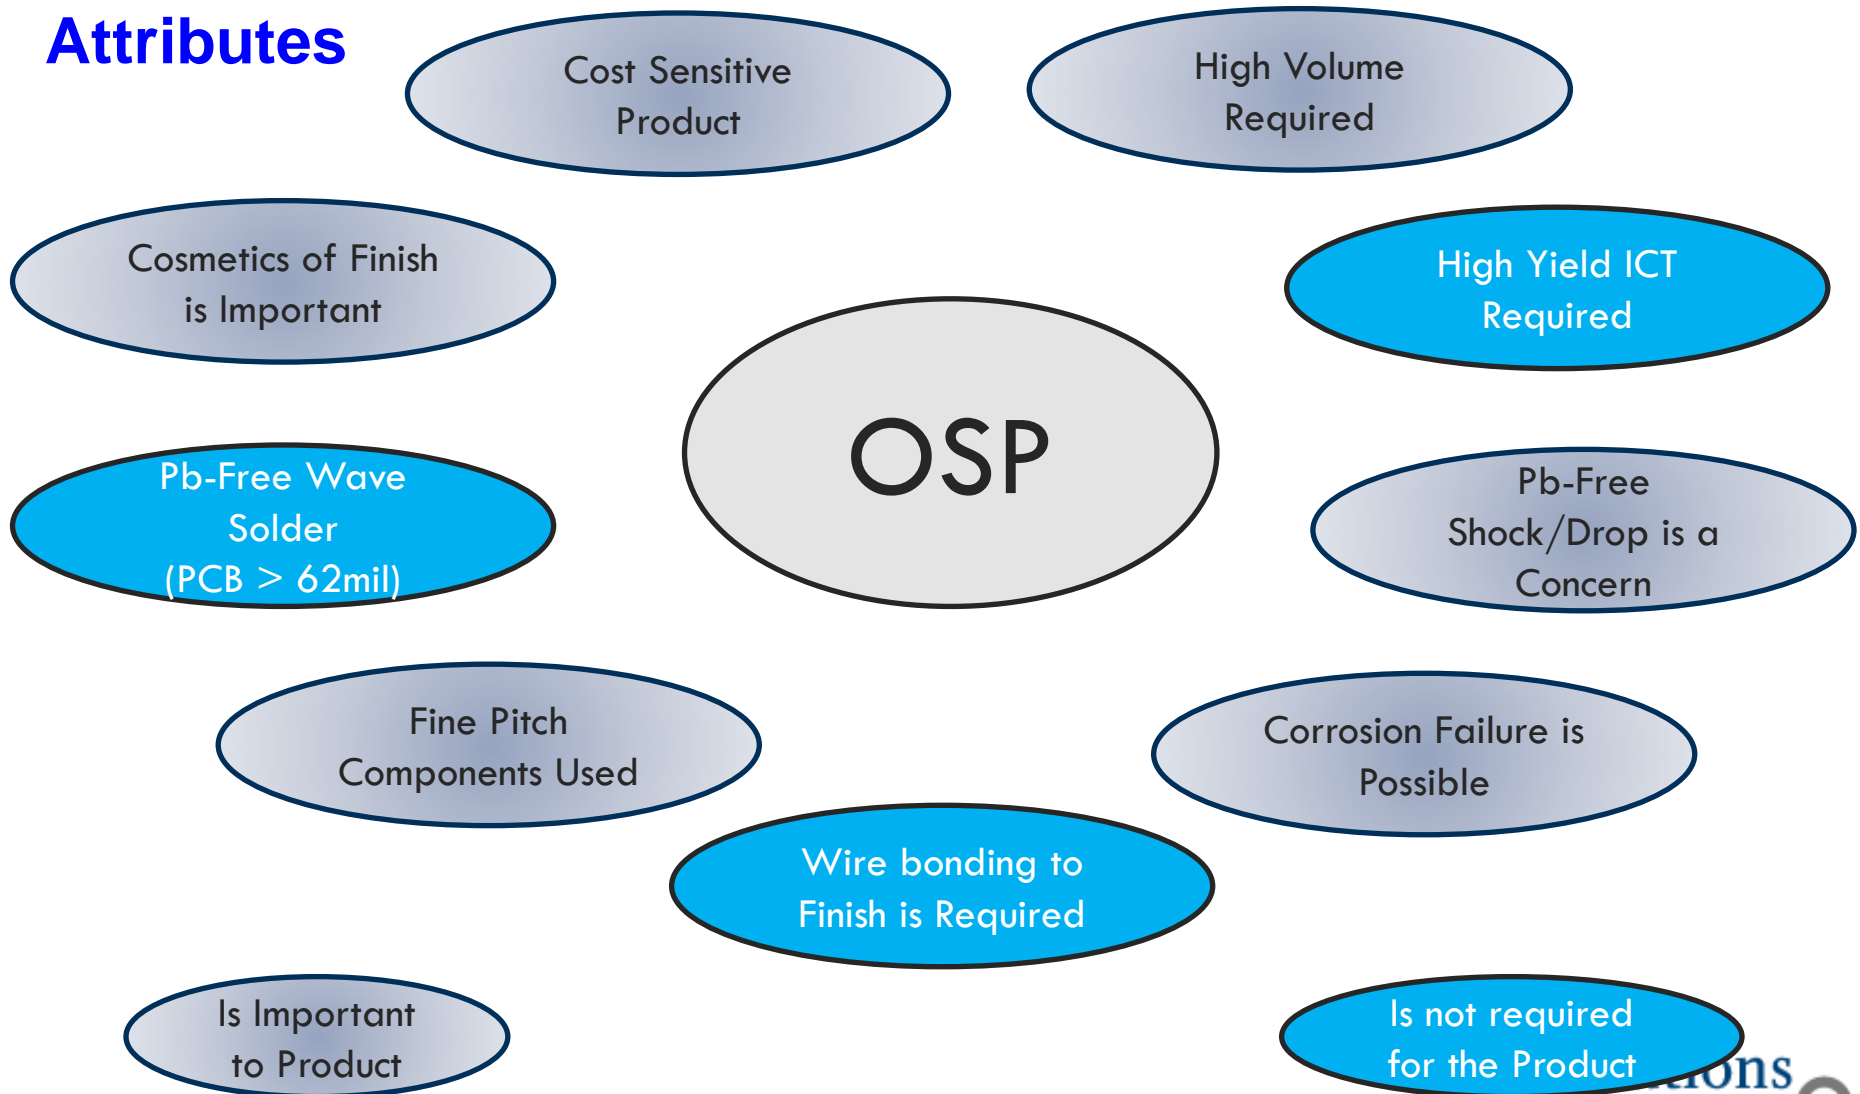 Attributes
Cost Sensitive
Product
High Volume
Required
Cosmetics of Finish
is Important
High Yield ICT
Required
OSP
Pb-Free Wave
Solder
(PCB > 62mil)
Pb-Free
Shock/Drop is a
Concern
Fine Pitch
Components Used
Corrosion Failure is
Possible
Wire bonding to
Finish is Required
Is Important
to Product
Is not required
for the Product